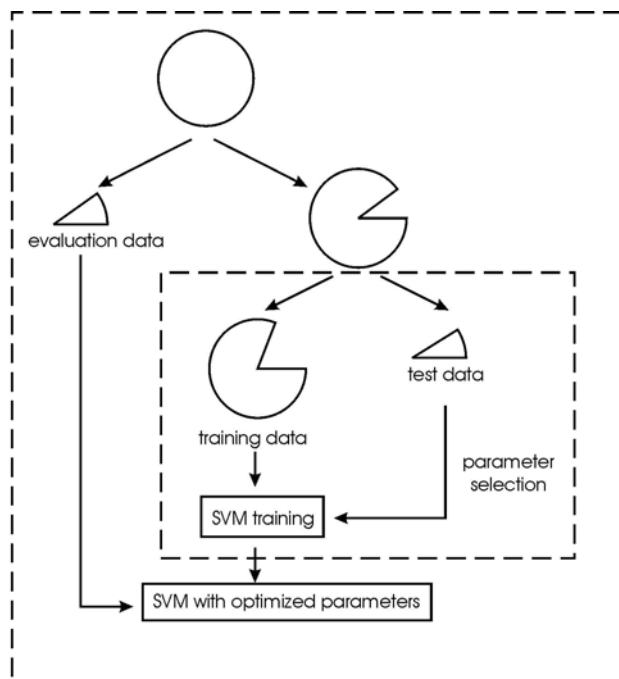 evaluation data
test data
training data
parameter
selection
SVM training
SVM with optimized parameters